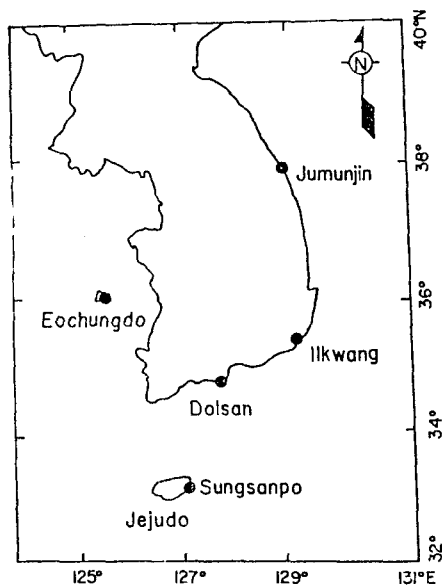 40°N
N
38°
Jumunjin
36°
Eochungdo
Ilkwang
Dolsan
34°
Sungsanpo
Jejudo
32°
125°
127°
129°
131°E